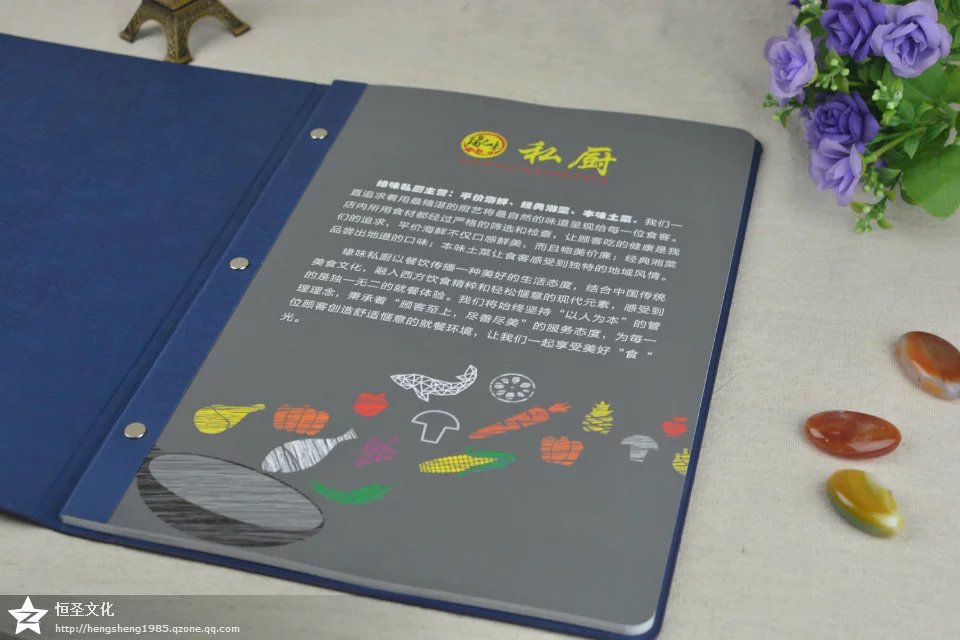 私厨
缘味私厨主营：平价海鲜、经典湘菜、本味土菜。我们一
直追求着用最精湛的厨艺将最自然的味道呈现给每一位食客。
店内所用食材都经过严格的筛选和检查，让顾客吃的健康是我
们的追求，平价海鲜不仅口感鲜美，而且物美价廉；经典湘菜
品尝出地道的口味；本味土菜让食客感受到独特的地域风情。
缘味私厨以餐饮传播一种美好的生活态度，结合中国传统
美食文化，融入西方饮食精粹和轻松惬意的现代元素，感受到
的是独一无二的就餐体验。我们将始终坚持“以人为本”的管
理理念，秉承着“顾客至上，尽善尽美”的服务态度，为每一
位顾客创造舒适惬意的就餐环境，让我们一起享受美好“食“
光。
恒圣文化
http://hengsheng1985.qzone.qq.com